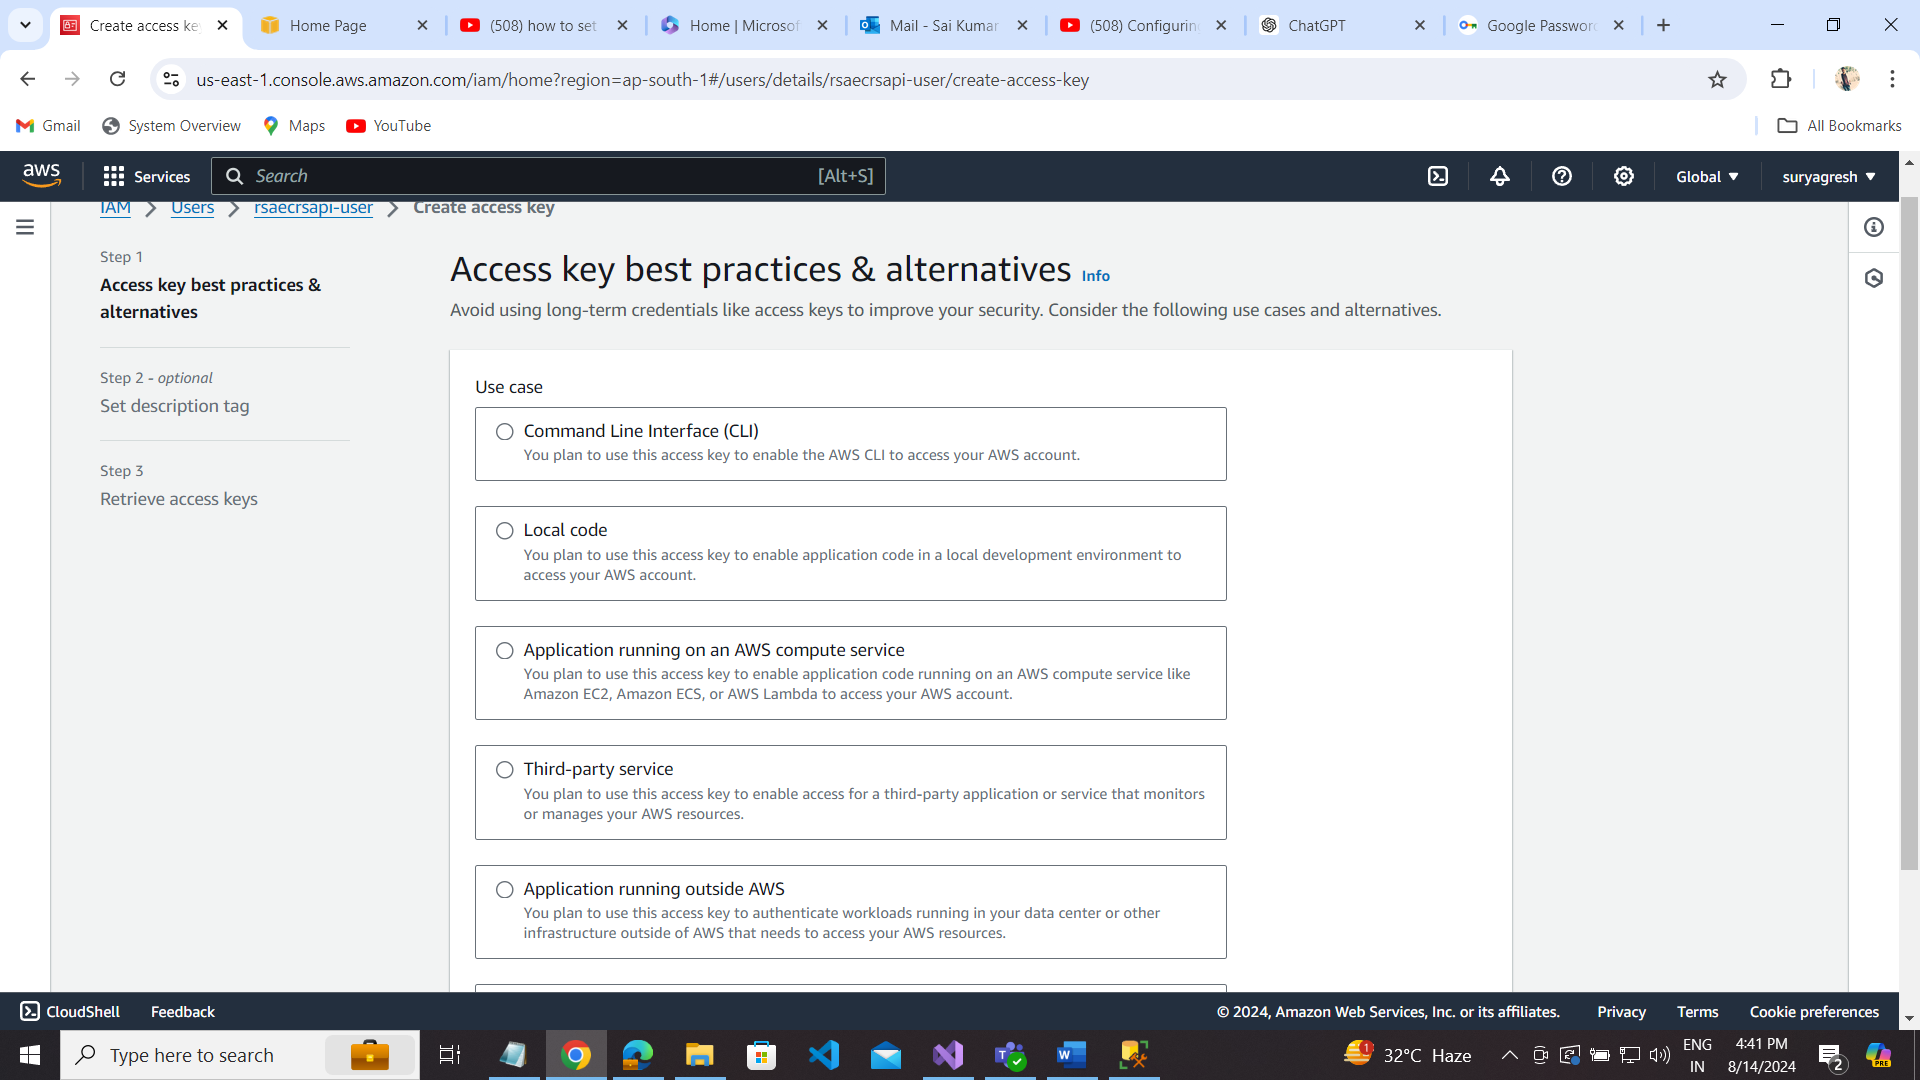 Create access ke
Home Page
(508) how to set
Home | Microsof
Mail - Sai Kumar
(508) Configurin
ChatGPT
Google Passwor
us-east-1.console.aws.amazon.com/iam/home?region=ap-south-1#/users/details/rsaecrsapi-user/create-access-key
Gmail
System Overview
Maps
YouTube
All Bookmarks
aws
Services
Search
[Alt+S]
Global
suryagresh
IAM
Users
rsaecrsapi-user
Create access key
Step 1
Access key best practices &
alternatives
Step 2 - optional
Set description tag
Step 3
Retrieve access keys
Access key best practices & alternatives Info
Avoid using long-term credentials like access keys to improve your security. Consider the following use cases and alternatives.
Use case
Command Line Interface (CLI)
You plan to use this access key to enable the AWS CLI to access your AWS account.
Local code
You plan to use this access key to enable application code in a local development environment to
access your AWS account.
Application running on an AWS compute service
You plan to use this access key to enable application code running on an AWS compute service like
Amazon EC2, Amazon ECS, or AWS Lambda to access your AWS account.
Third-party service
You plan to use this access key to enable access for a third-party application or service that monitors
or manages your AWS resources.
Application running outside AWS
You plan to use this access key to authenticate workloads running in your data center or other
infrastructure outside of AWS that needs to access your AWS resources.
CloudShell
Feedback
© 2024, Amazon Web Services, Inc. or its affiliates.
Privacy
Terms
Cookie preferences
Type here to search
1
32°C Haze
ENG
IN
4:41 PM
8/14/2024
2
PRE